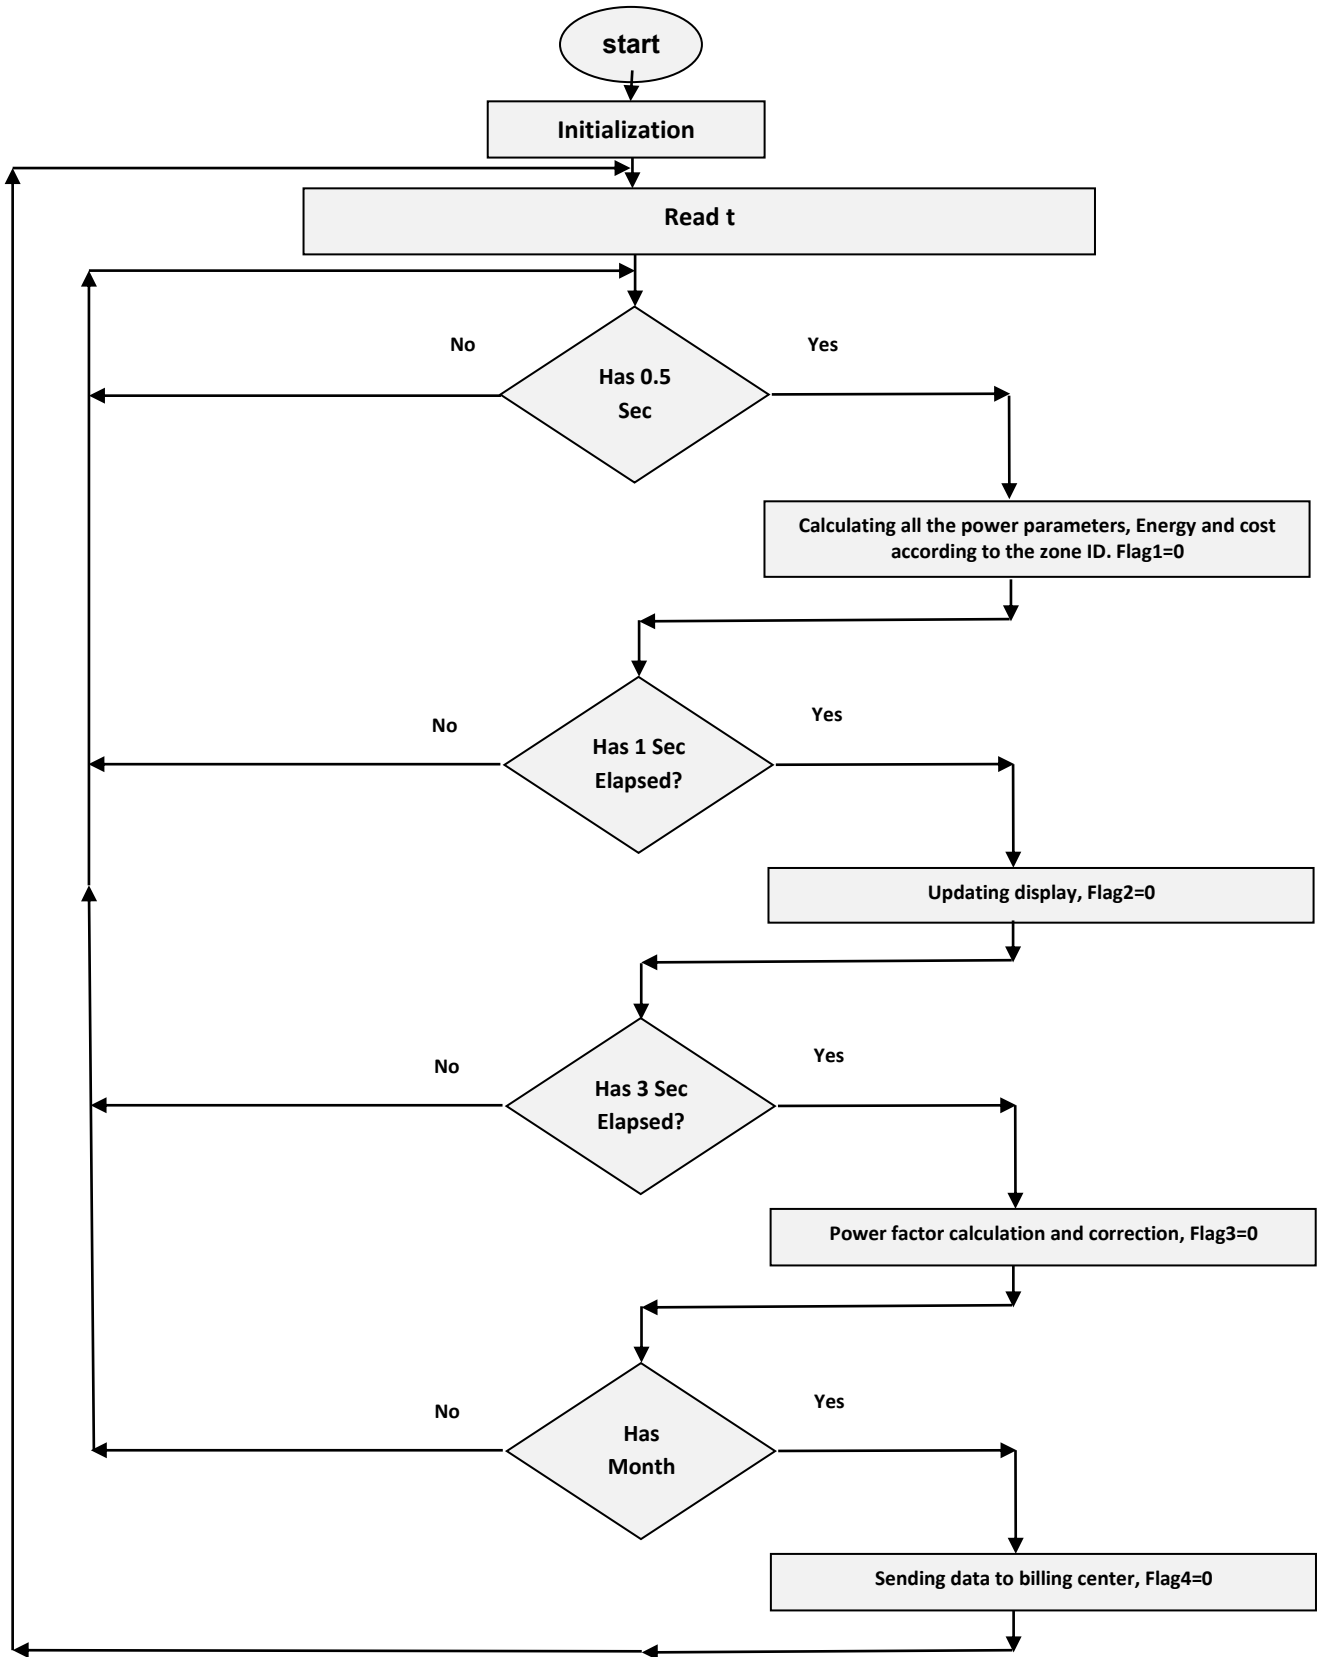 start
Initialization
Read t
No
Yes
Has 0.5
Sec
Calculating all the power parameters, Energy and cost
according to the zone ID. Flag1=0
No
Yes
Has 1 Sec
Elapsed?
Updating display, Flag2=0
No
Yes
Has 3 Sec
Elapsed?
Power factor calculation and correction, Flag3=0
No
Yes
Has
Month
Sending data to billing center, Flag4=0